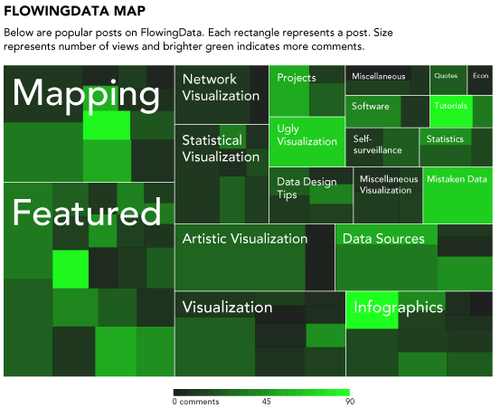 FLOWINGDATA MAP
Below are popular posts on FlowingData. Each rectangle represents a post. Size
represents number of views and brighter green indicates more comments.
Mapping
Network
Visualization
Projects
Miscellaneous
Quotes
Econ
Software
Tutorials
Statistical
Visualization
Ugly
Visualization
Self-
surveillance
Statistics
Data Design
Tips
Miscellaneous
Visualization
Mistaken Data
Featured
Artistic Visualization
Data Sources
Visualization
Infographics
0 comments
45
90